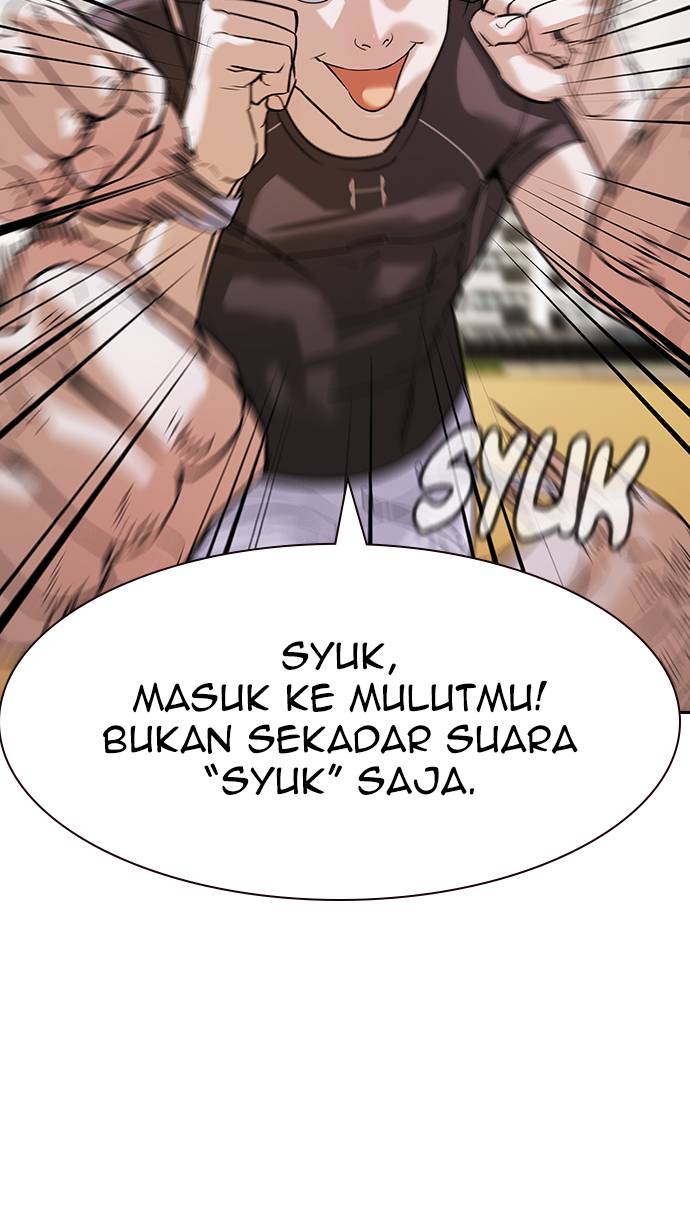 SYUK
SYUK,
MASUK KE MULUTMU!
BUKAN SEKADAR SUARA
"SYUK" SAJA.